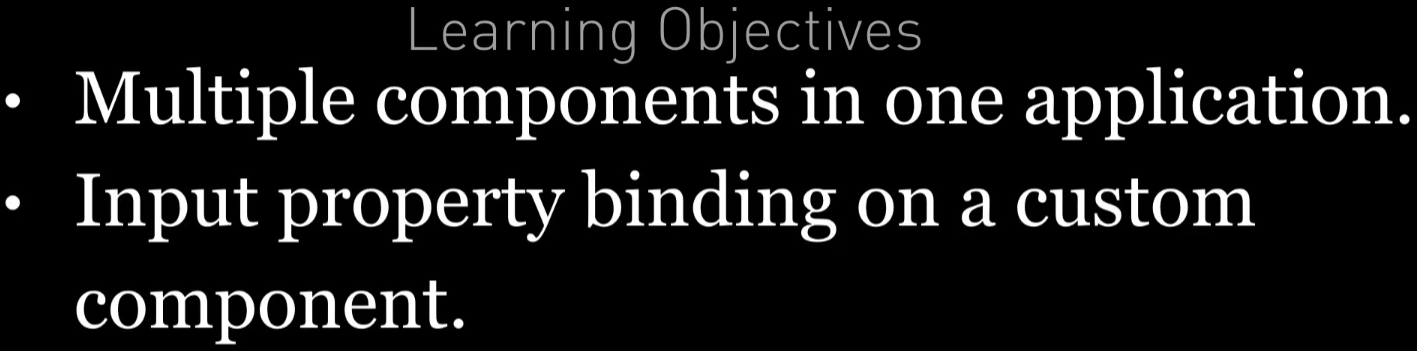 Learning Objectives
• Multiple components in one application.
• Input property binding on a custom
component.